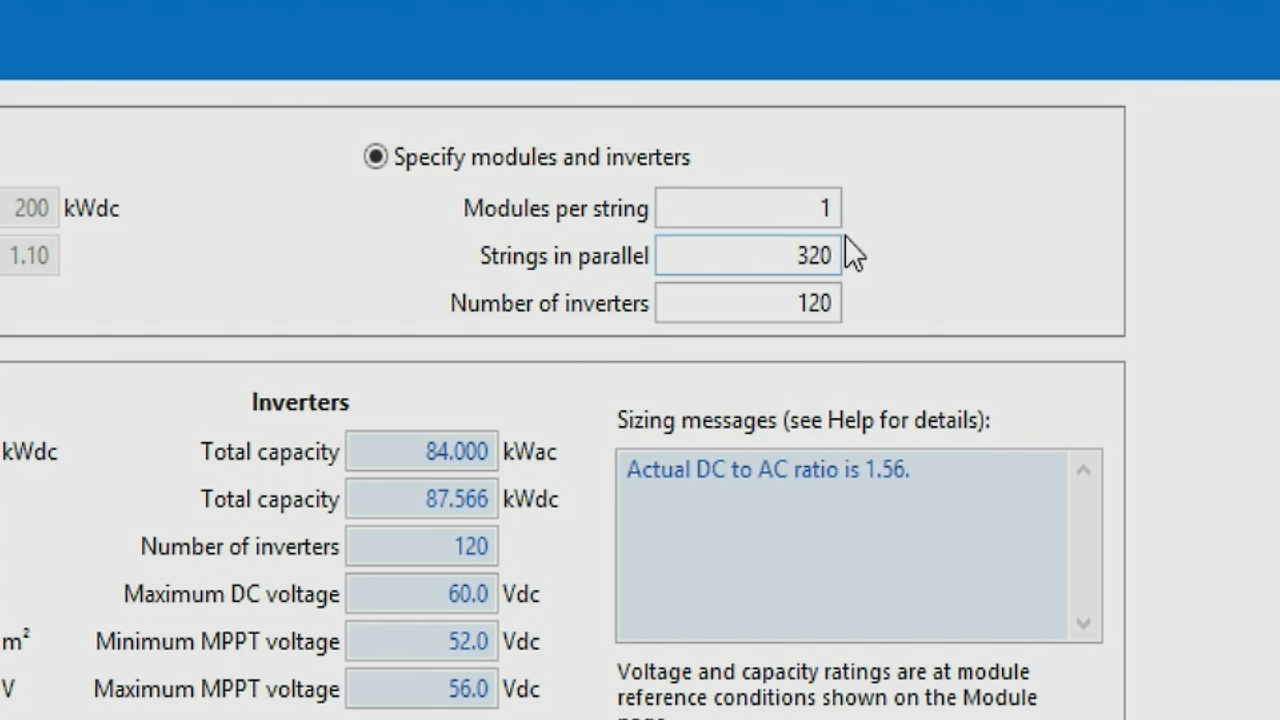 Specify modules and inverters
200 kWdc
Modules per string 1
1.10
Strings in parallel 320
Number of inverters 120
Inverters
Sizing messages (see Help for details):
kWdc
Total capacity 84.000 kWac
Actual DC to AC ratio is 1.56.
Total capacity 87.566 kWdc
Number of inverters 120
Maximum DC voltage 60.0 Vdc
m²
Minimum MPPT voltage 52.0 Vdc
V
Maximum MPPT voltage 56.0 Vdc
Voltage and capacity ratings are at module
reference conditions shown on the Module